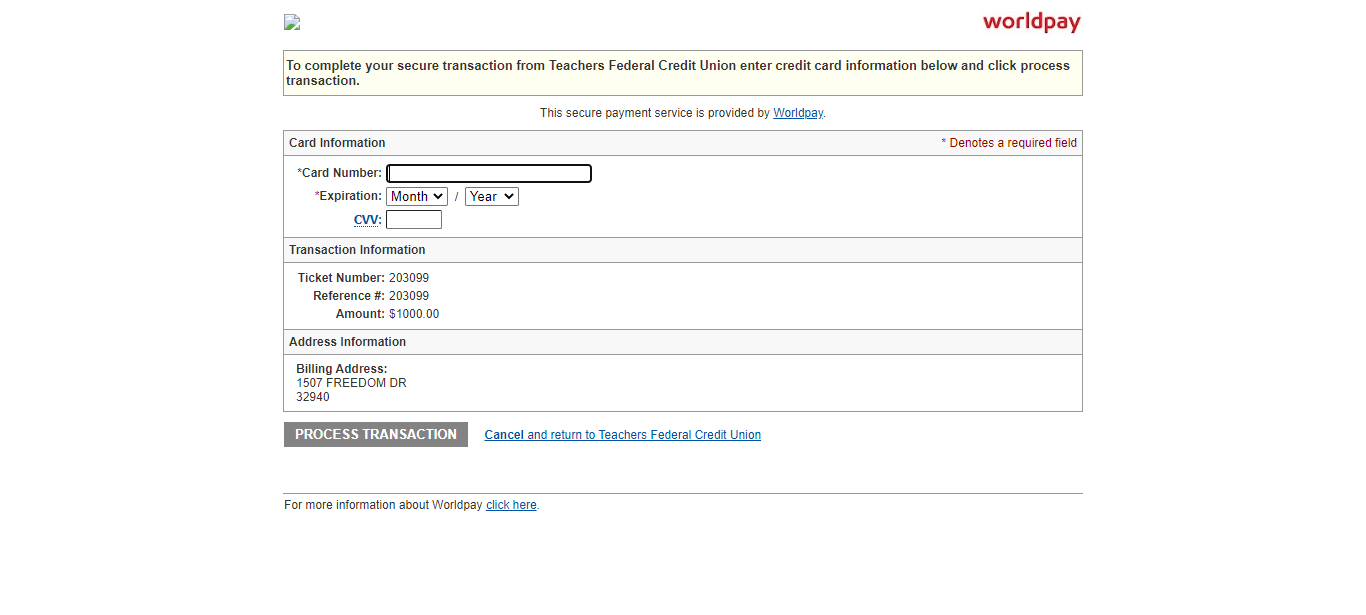 worldpay
To complete your secure transaction from Teachers Federal Credit Union enter credit card information below and click process
transaction.
This secure payment service is provided by Worldpay.
Card Information * Denotes a required field
*Card Number:
*Expiration: Month / Year
CVV:
Transaction Information
Ticket Number: 203099
Reference #: 203099
Amount: $1000.00
Address Information
Billing Address:
1507 FREEDOM DR
32940
PROCESS TRANSACTION Cancel and return to Teachers Federal Credit Union
For more information about Worldpay click here.